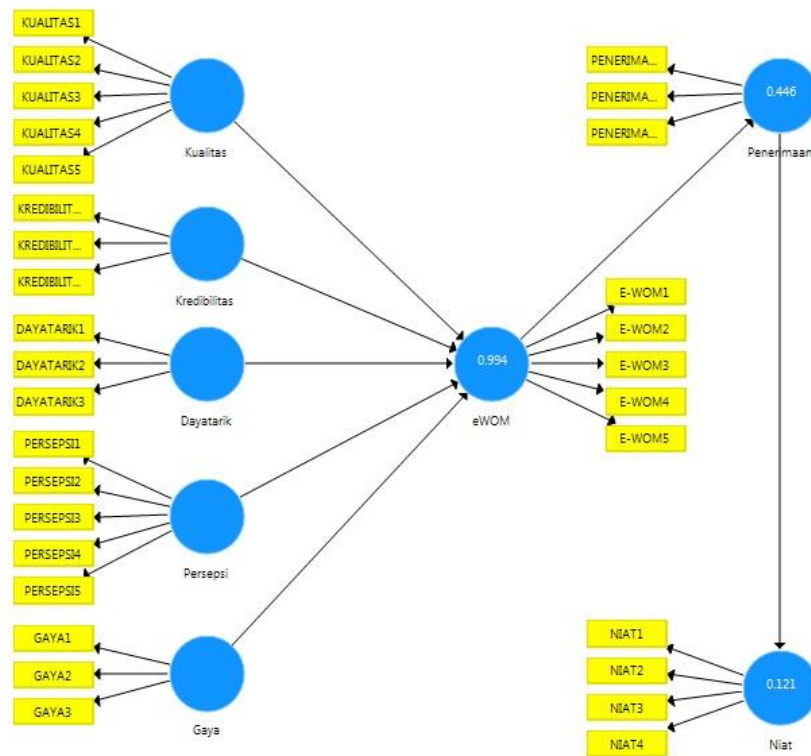 KUALITAS1
KUALITAS2
KUALITAS3
KUALITAS4
KUALITAS5
Kualitas
KREDIBILIT...
KREDIBILIT...
KREDIBILIT...
Kredibilitas
DAYATARIK1
DAYATARIK2
DAYATARIK3
Dayatarik
PERSEPSI1
PERSEPSI2
PERSEPSI3
PERSEPSI4
PERSEPSI5
Persepsi
GAYA1
GAYA2
GAYA3
Gaya
0.994
eWOM
E-WOM1
E-WOM2
E-WOM3
E-WOM4
E-WOM5
PENERIMA...
PENERIMA...
PENERIMA...
0.446
Penerimaan
NIAT1
NIAT2
NIAT3
NIAT4
0.121
Niat